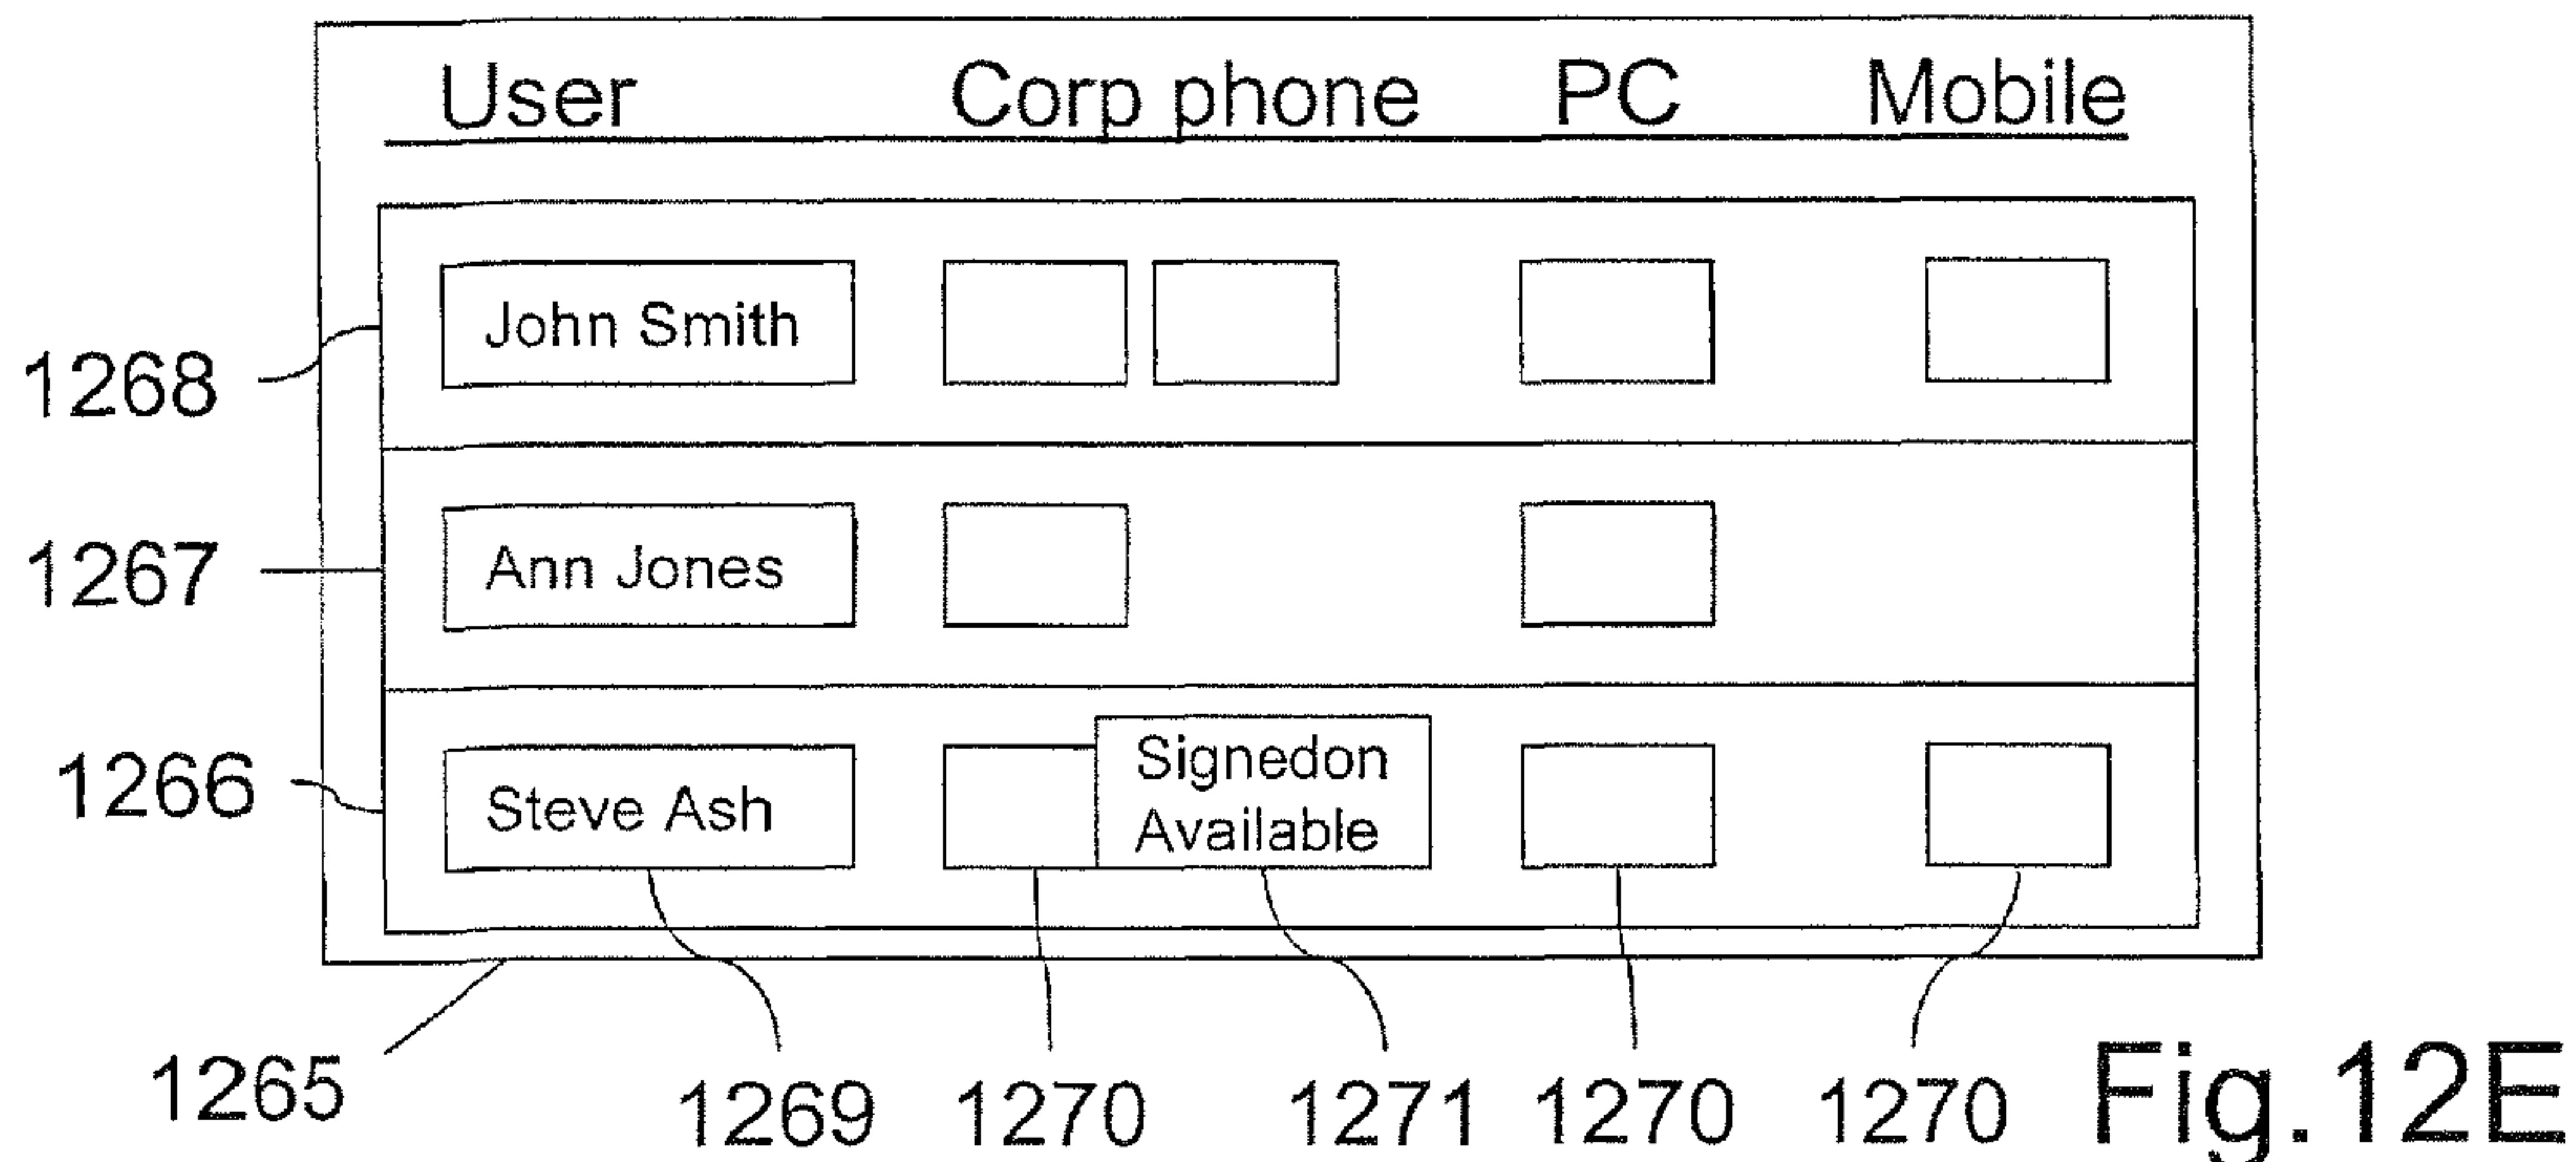 User Corp phone PC Mobile
John Smith
1268
Ann Jones
1267
Signedon
Available
Steve Ash
1266
1265
1269 1270 1271 1270 1270
Fig.12E